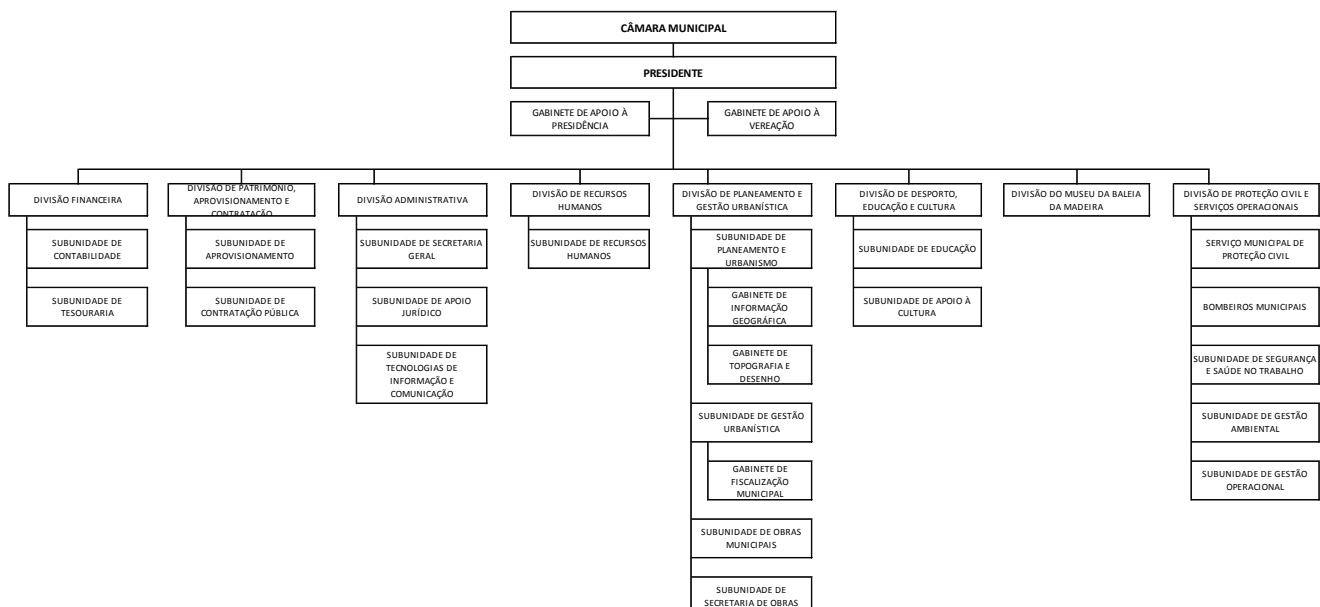 CÂMARA MUNICIPAL
PRESIDENTE
GABINETE DE APOIO À
PRESIDÊNCIA
GABINETE DE APOIO À
VEREAÇÃO
DIVISÃO FINANCEIRA
SUBUNIDADE DE
CONTABILIDADE
SUBUNIDADE DE
TESOURARIA
DIVISÃO DE PATRIMÓNIO,
APROVISIONAMENTO E
CONTRATAÇÃO
SUBUNIDADE DE
APROVISIONAMENTO
SUBUNIDADE DE
CONTRATAÇÃO PÚBLICA
DIVISÃO ADMINISTRATIVA
SUBUNIDADE DE SECRETARIA
GERAL
SUBUNIDADE DE APOIO
JURÍDICO
SUBUNIDADE DE
TECNOLOGIAS DE
INFORMAÇÃO E
COMUNICAÇÃO
DIVISÃO DE RECURSOS
HUMANOS
SUBUNIDADE DE RECURSOS
HUMANOS
DIVISÃO DE PLANEAMENTO E
GESTÃO URBANÍSTICA
SUBUNIDADE DE
PLANEAMENTO E
URBANISMO
GABINETE DE
INFORMAÇÃO
GEOGRÁFICA
GABINETE DE
TOPOGRAFIA E
DESENHO
SUBUNIDADE DE GESTÃO
URBANÍSTICA
GABINETE DE
FISCALIZAÇÃO
MUNICIPAL
SUBUNIDADE DE OBRAS
MUNICIPAIS
SUBUNIDADE DE
SECRETARIA DE OBRAS
DIVISÃO DE DESPORTO,
EDUCAÇÃO E CULTURA
SUBUNIDADE DE EDUCAÇÃO
SUBUNIDADE DE APOIO À
CULTURA
DIVISÃO DO MUSEU DA BALEIA
DA MADEIRA
DIVISÃO DE PROTEÇÃO CIVIL E
SERVIÇOS OPERACIONAIS
SERVIÇO MUNICIPAL DE
PROTEÇÃO CIVIL
BOMBEIROS MUNICIPAIS
SUBUNIDADE DE SEGURANÇA
E SAÚDE NO TRABALHO
SUBUNIDADE DE GESTÃO
AMBIENTAL
SUBUNIDADE DE GESTÃO
OPERACIONAL